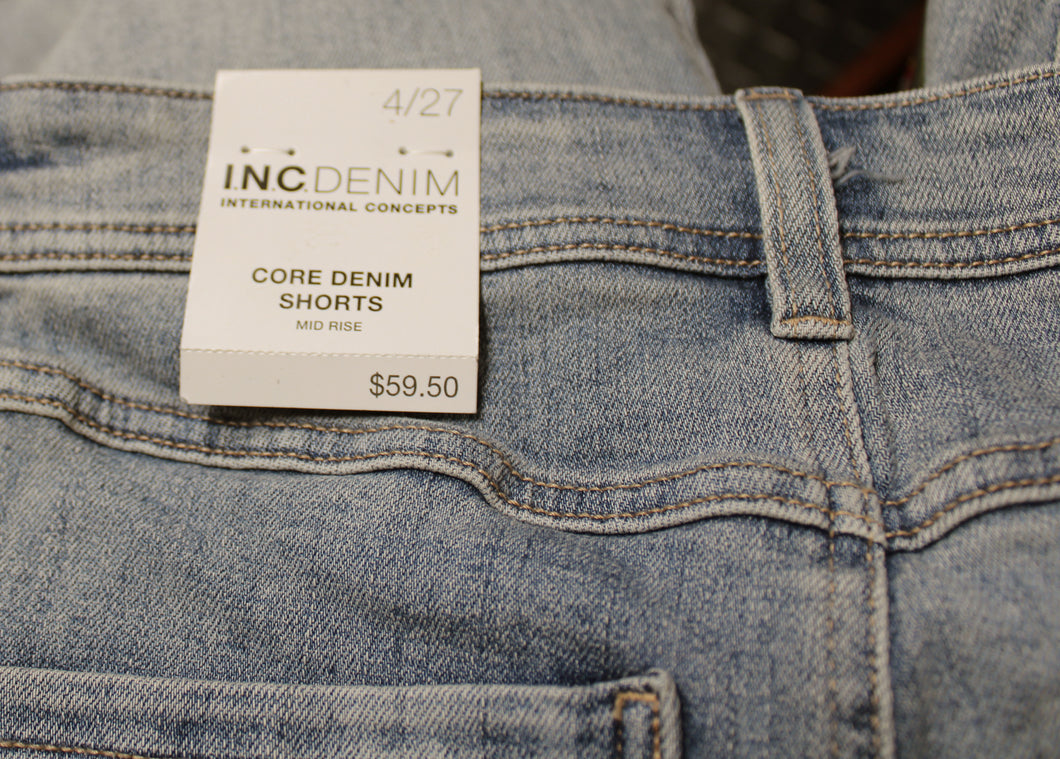 4/27
I.N.C.DENIM
INTERNATIONAL CONCEPTS
CORE DENIM
SHORTS
MID RISE
$59.50